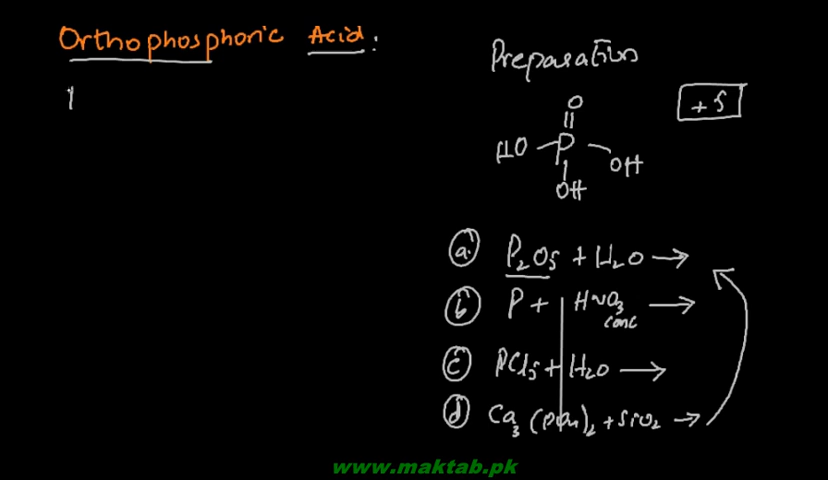 Orthophosphoric Acid:
Preparation
+5
O
HO P OH
OH
a. P2O5 + H2O →
b P + HNO3 →
conc
c PCl5 + H2O →
d Ca3(PO4)2 + SiO2 →
www.maktab.pk